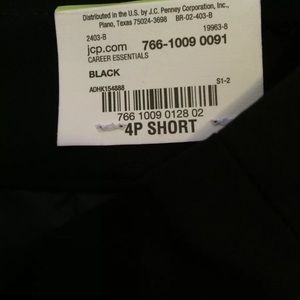 Distributed in the U.S. by J.C. Penney Corporation, Inc.,
Plano, Texas 75024-3698 BR-02-403-B
2403-B 19963-8
jcp.com 766-1009 0091
CAREER ESSENTIALS
BLACK
ADHK154888 S1-2
766 1009 0128 02
4P SHORT